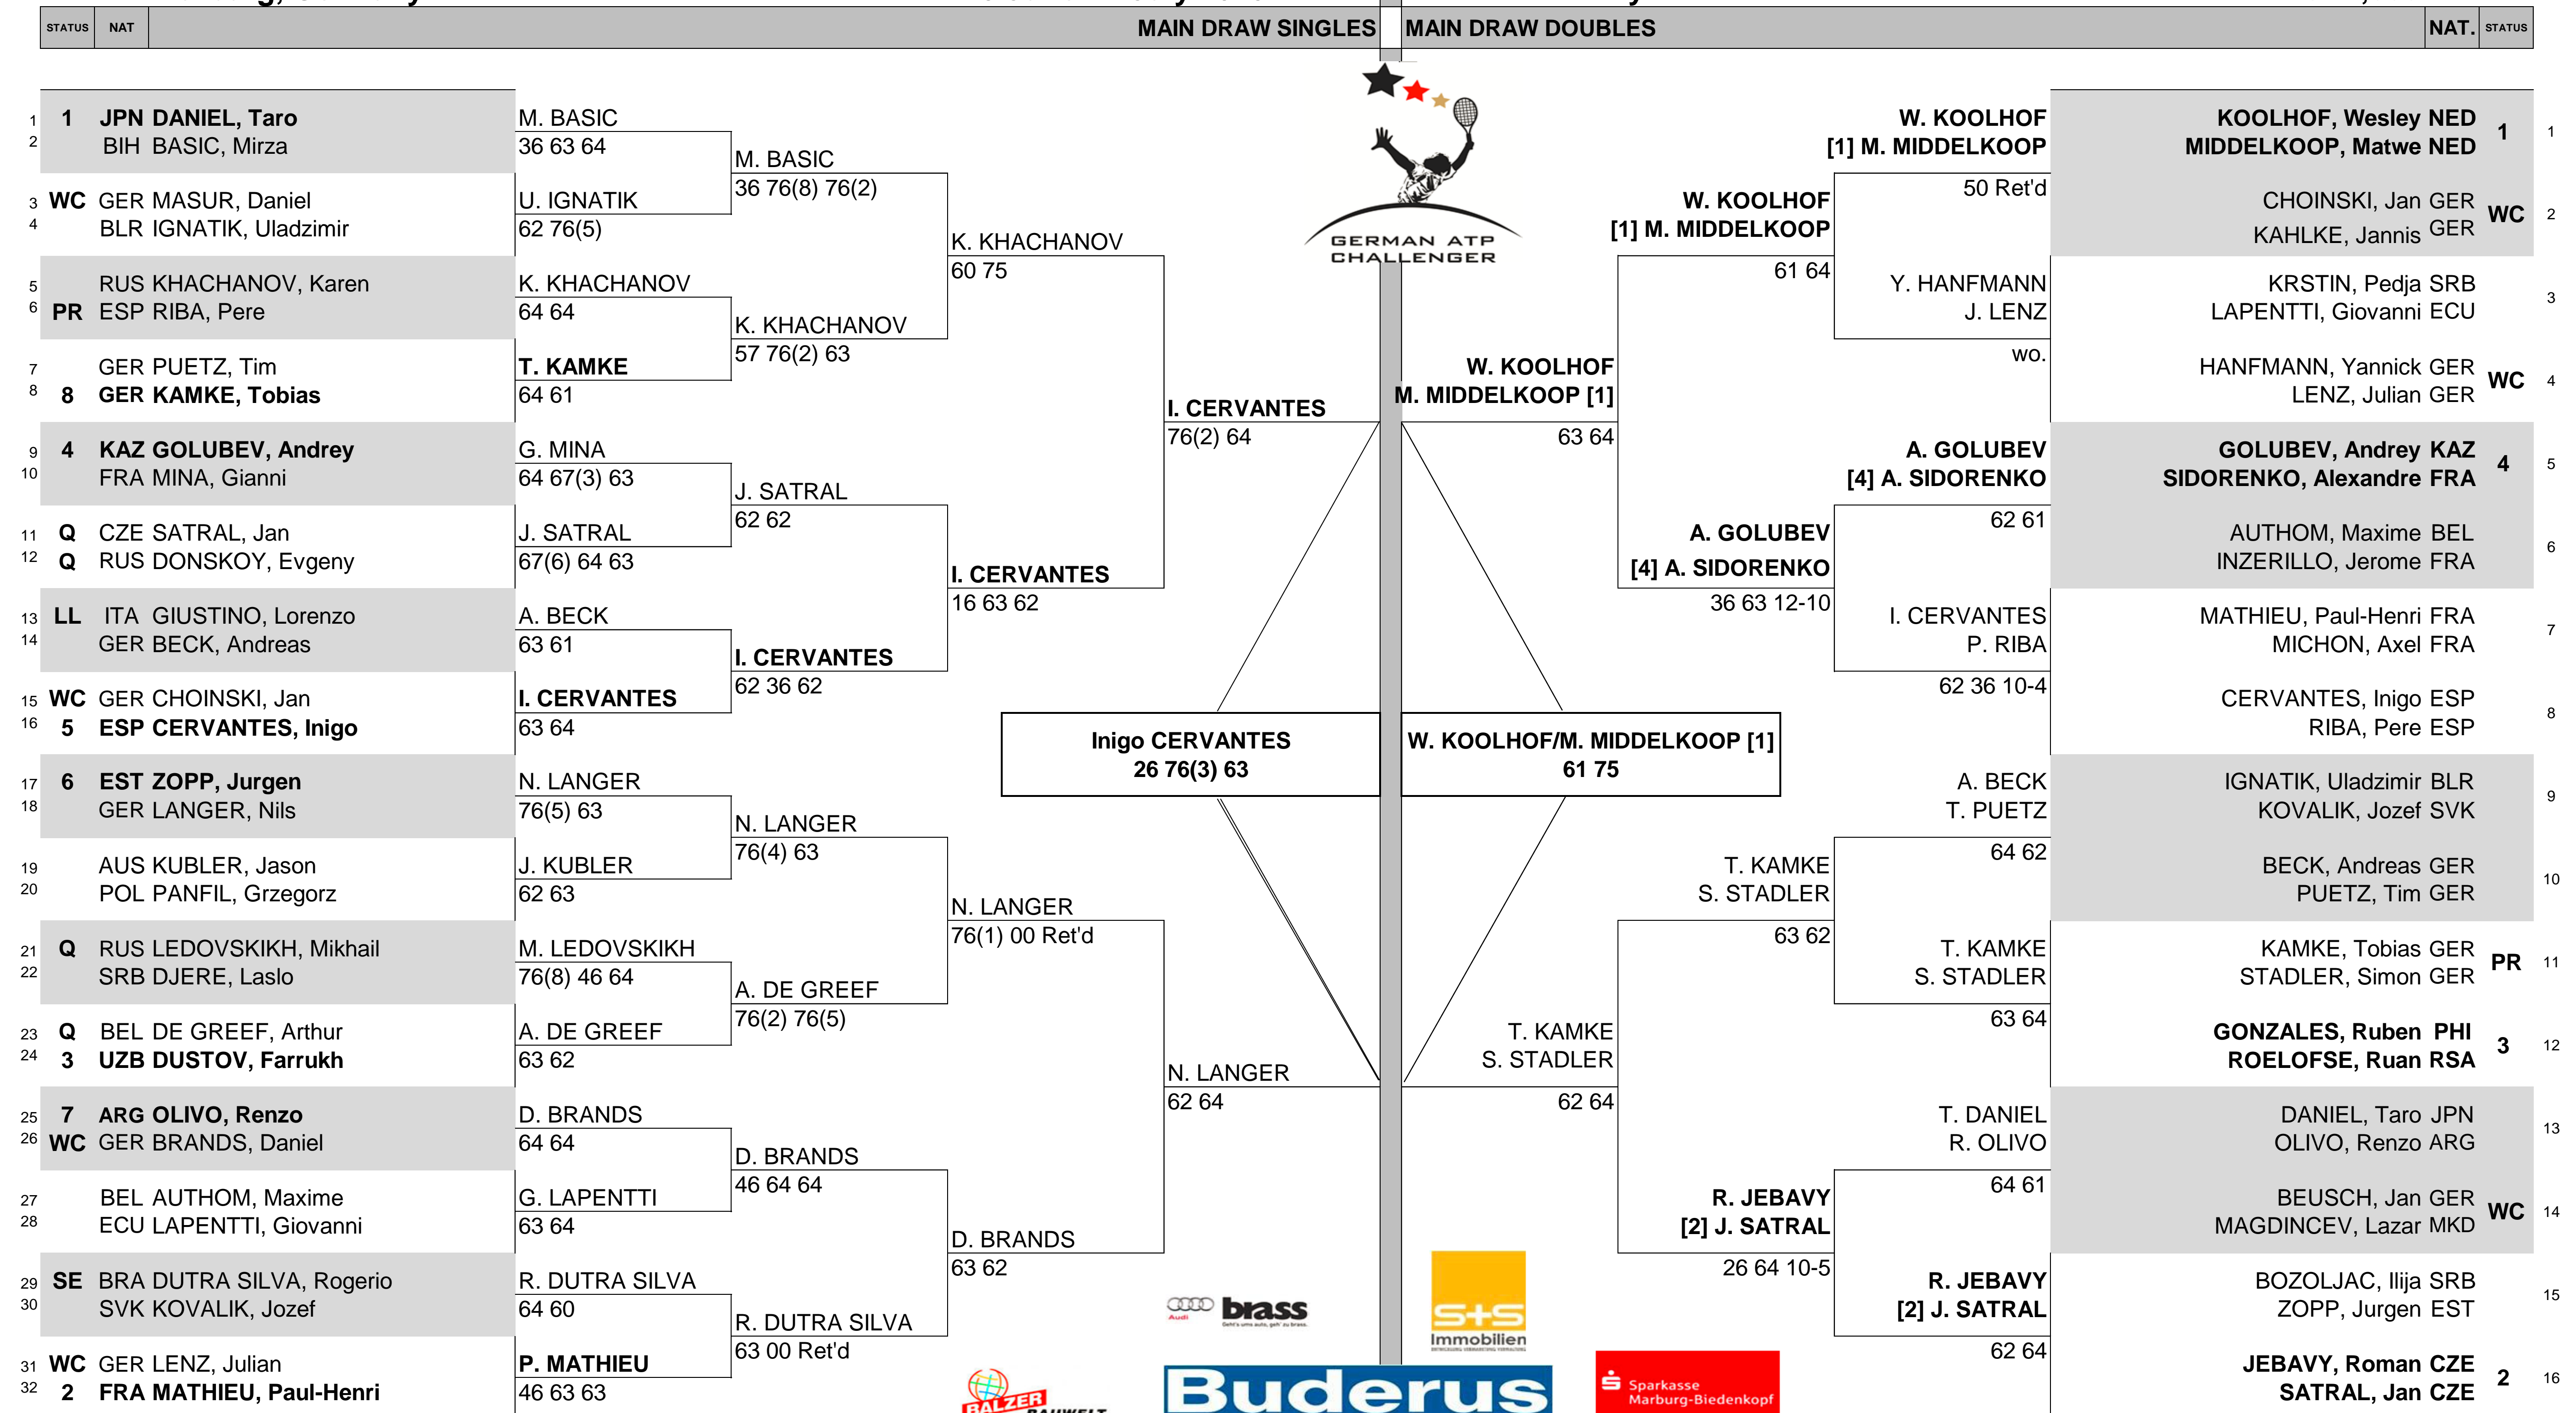 STATUS NAT MAIN DRAW SINGLES MAIN DRAW DOUBLES NAT. STATUS
GERMAN ATP
CHALLENGER
1 1 JPN DANIEL, Taro
2 BIH BASIC, Mirza
3 WC GER MASUR, Daniel
4 BLR IGNATIK, Uladzimir
5 RUS KHACHANOV, Karen
6 PR ESP RIBA, Pere
7 GER PUETZ, Tim
8 8 GER KAMKE, Tobias
9 4 KAZ GOLUBEV, Andrey
10 FRA MINA, Gianni
11 Q CZE SATRAL, Jan
12 Q RUS DONSKOY, Evgeny
13 LL ITA GIUSTINO, Lorenzo
14 GER BECK, Andreas
15 WC GER CHOINSKI, Jan
16 5 ESP CERVANTES, Inigo
17 6 EST ZOPP, Jurgen
18 GER LANGER, Nils
19 AUS KUBLER, Jason
20 POL PANFIL, Grzegorz
21 Q RUS LEDOVSKIKH, Mikhail
22 SRB DJERE, Laslo
23 Q BEL DE GREEF, Arthur
24 3 UZB DUSTOV, Farrukh
25 7 ARG OLIVO, Renzo
26 WC GER BRANDS, Daniel
27 BEL AUTHOM, Maxime
28 ECU LAPENTTI, Giovanni
29 SE BRA DUTRA SILVA, Rogerio
30 SVK KOVALIK, Jozef
31 WC GER LENZ, Julian
32 2 FRA MATHIEU, Paul-Henri
M. BASIC
36 63 64
U. IGNATIK
62 76(5)
K. KHACHANOV
64 64
T. KAMKE
64 61
G. MINA
64 67(3) 63
J. SATRAL
67(6) 64 63
A. BECK
63 61
I. CERVANTES
63 64
N. LANGER
76(5) 63
J. KUBLER
62 63
M. LEDOVSKIKH
76(8) 46 64
A. DE GREEF
63 62
D. BRANDS
64 64
G. LAPENTTI
63 64
R. DUTRA SILVA
64 60
P. MATHIEU
46 63 63
M. BASIC
36 76(8) 76(2)
K. KHACHANOV
57 76(2) 63
J. SATRAL
62 62
I. CERVANTES
62 36 62
N. LANGER
76(4) 63
A. DE GREEF
76(2) 76(5)
D. BRANDS
46 64 64
R. DUTRA SILVA
63 00 Ret'd
K. KHACHANOV
60 75
I. CERVANTES
16 63 62
N. LANGER
76(1) 00 Ret'd
D. BRANDS
63 62
I. CERVANTES
76(2) 64
N. LANGER
62 64
Inigo CERVANTES
26 76(3) 63
W. KOOLHOF/M. MIDDELKOOP [1]
61 75
W. KOOLHOF
M. MIDDELKOOP [1]
63 64
T. KAMKE
S. STADLER
62 64
W. KOOLHOF
[1] M. MIDDELKOOP
61 64
A. GOLUBEV
[4] A. SIDORENKO
36 63 12-10
T. KAMKE
S. STADLER
63 62
R. JEBAVY
[2] J. SATRAL
26 64 10-5
W. KOOLHOF
[1] M. MIDDELKOOP
50 Ret'd
Y. HANFMANN
J. LENZ
wo.
A. GOLUBEV
[4] A. SIDORENKO
62 61
I. CERVANTES
P. RIBA
62 36 10-4
A. BECK
T. PUETZ
64 62
T. KAMKE
S. STADLER
63 64
T. DANIEL
R. OLIVO
64 61
R. JEBAVY
[2] J. SATRAL
62 64
KOOLHOF, Wesley NED
MIDDELKOOP, Matwe NED 1 1
CHOINSKI, Jan GER
KAHLKE, Jannis GER WC 2
KRSTIN, Pedja SRB
LAPENTTI, Giovanni ECU 3
HANFMANN, Yannick GER
LENZ, Julian GER WC 4
GOLUBEV, Andrey KAZ
SIDORENKO, Alexandre FRA 4 5
AUTHOM, Maxime BEL
INZERILLO, Jerome FRA 6
MATHIEU, Paul-Henri FRA
MICHON, Axel FRA 7
CERVANTES, Inigo ESP
RIBA, Pere ESP 8
IGNATIK, Uladzimir BLR
KOVALIK, Jozef SVK 9
BECK, Andreas GER
PUETZ, Tim GER 10
KAMKE, Tobias GER
STADLER, Simon GER PR 11
GONZALES, Ruben PHI
ROELOFSE, Ruan RSA 3 12
DANIEL, Taro JPN
OLIVO, Renzo ARG 13
BEUSCH, Jan GER
MAGDINCEV, Lazar MKD WC 14
BOZOLJAC, Ilija SRB
ZOPP, Jurgen EST 15
JEBAVY, Roman CZE
SATRAL, Jan CZE 2 16
Audi brass
S+S
Immobilien
BALZER
Buderus
Sparkasse
Marburg-Biedenkopf